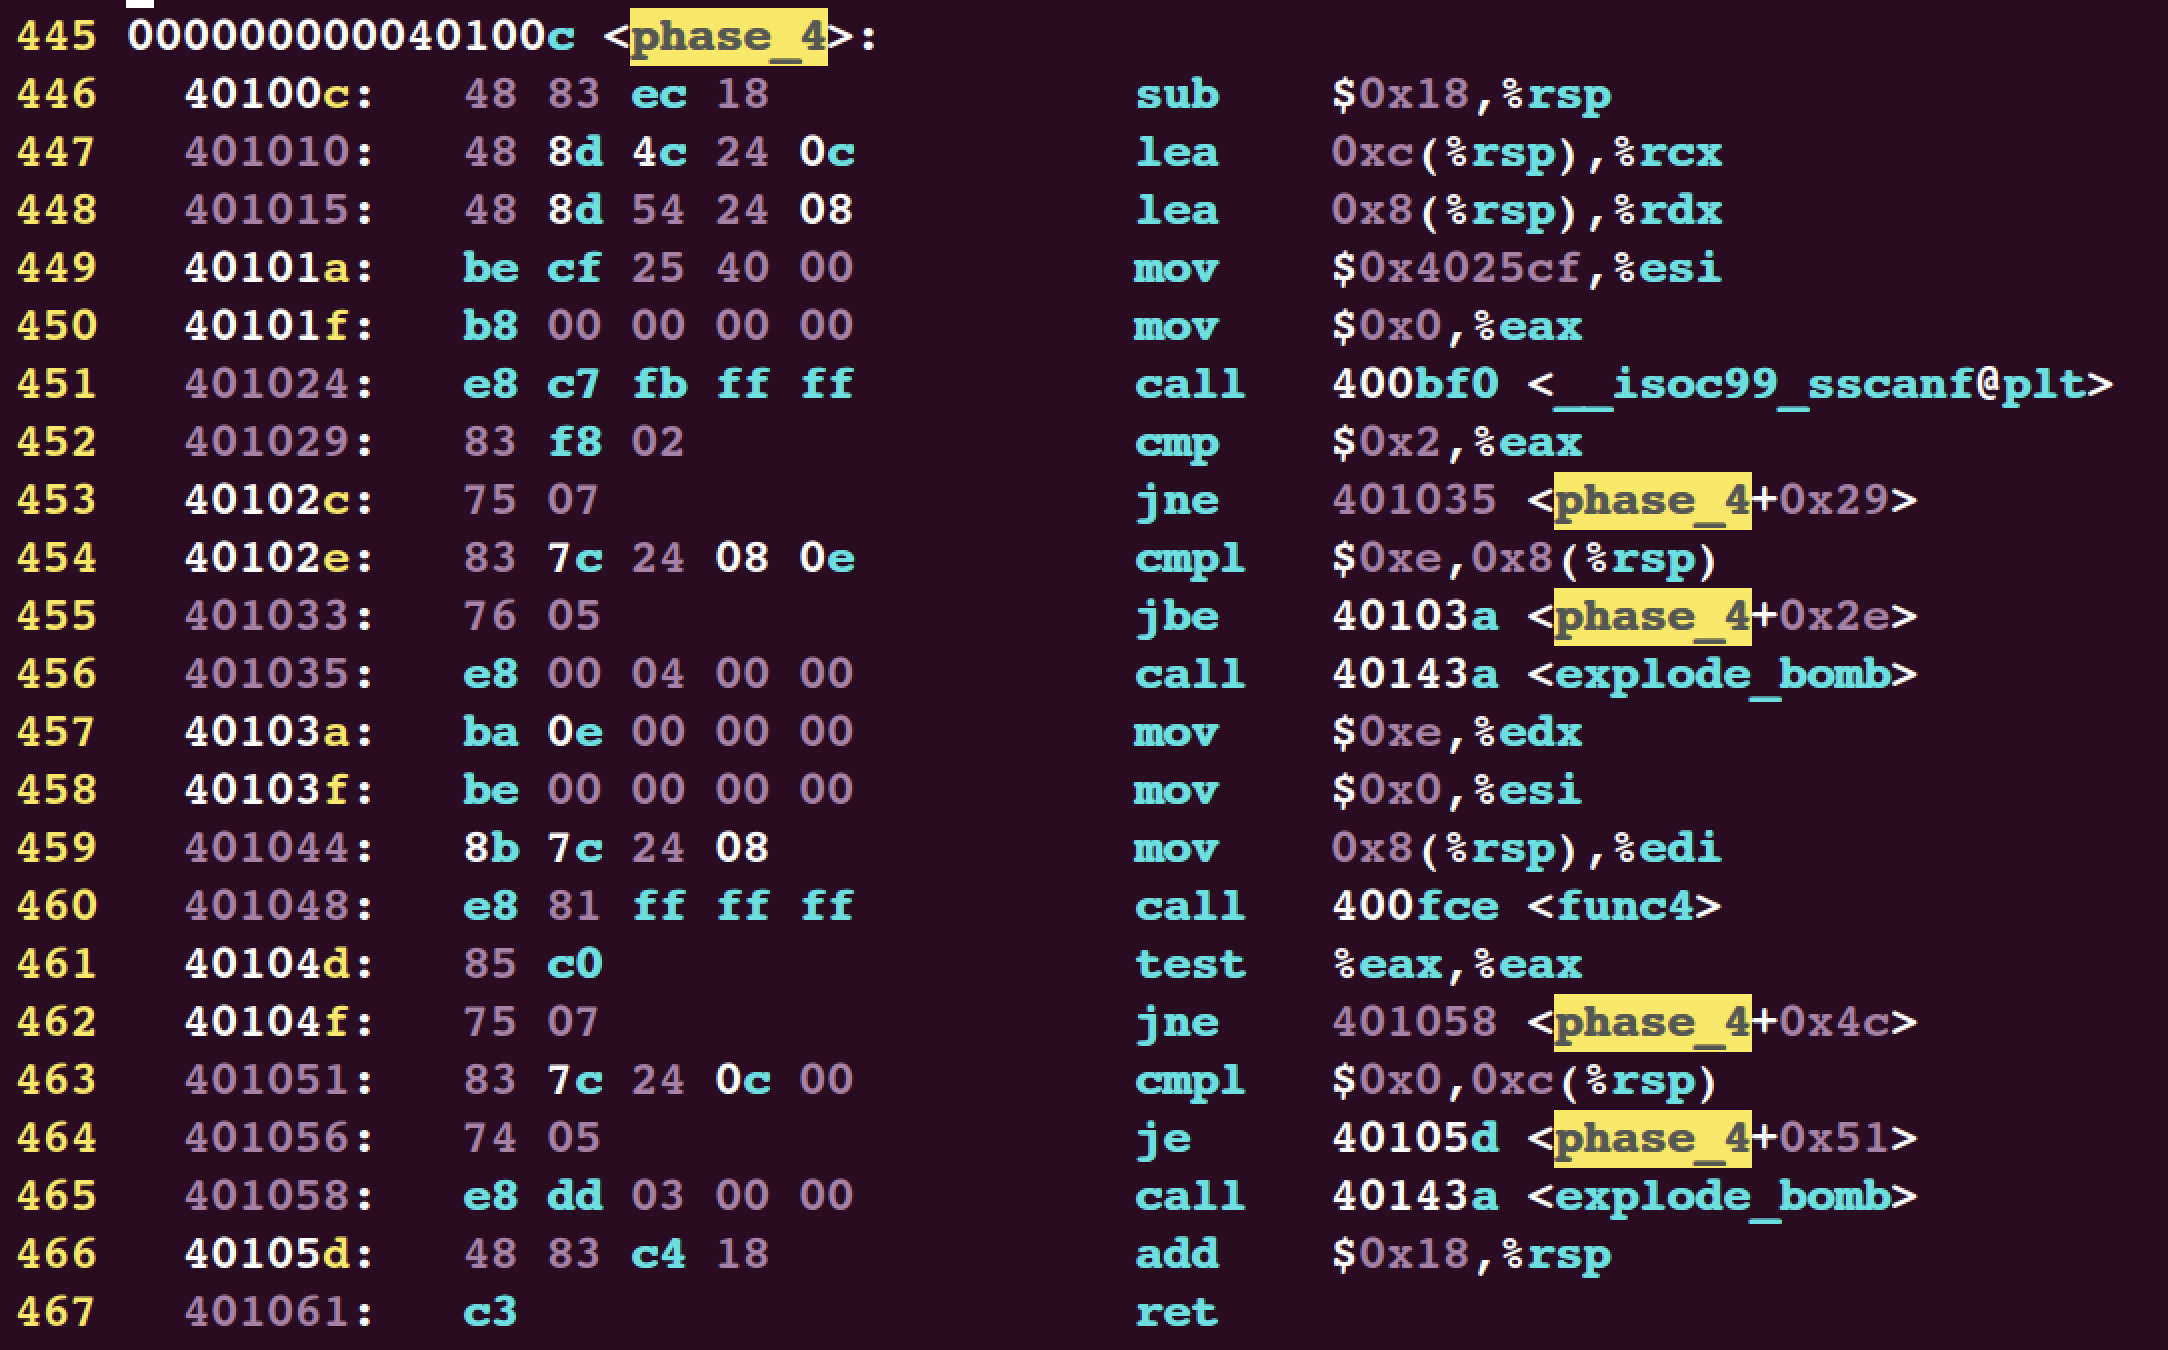 445 000000000040100c <phase_4>:
446 40100c: 48 83 ec 18 sub $0x18,%rsp
447 401010: 48 8d 4c 24 0c lea 0xc(%rsp),%rcx
448 401015: 48 8d 54 24 08 lea 0x8(%rsp),%rdx
449 40101a: be cf 25 40 00 mov $0x4025cf,%esi
450 40101f: b8 00 00 00 00 mov $0x0,%eax
451 401024: e8 c7 fb ff ff call 400bf0 <__isoc99_sscanf@plt>
452 401029: 83 f8 02 cmp $0x2,%eax
453 40102c: 75 07 jne 401035 <phase_4+0x29>
454 40102e: 83 7c 24 08 0e cmpl $0xe,0x8(%rsp)
455 401033: 76 05 jbe 40103a <phase_4+0x2e>
456 401035: e8 00 04 00 00 call 40143a <explode_bomb>
457 40103a: ba 0e 00 00 00 mov $0xe,%edx
458 40103f: be 00 00 00 00 mov $0x0,%esi
459 401044: 8b 7c 24 08 mov 0x8(%rsp),%edi
460 401048: e8 81 ff ff ff call 400fce <func4>
461 40104d: 85 c0 test %eax,%eax
462 40104f: 75 07 jne 401058 <phase_4+0x4c>
463 401051: 83 7c 24 0c 00 cmpl $0x0,0xc(%rsp)
464 401056: 74 05 je 40105d <phase_4+0x51>
465 401058: e8 dd 03 00 00 call 40143a <explode_bomb>
466 40105d: 48 83 c4 18 add $0x18,%rsp
467 401061: c3 ret